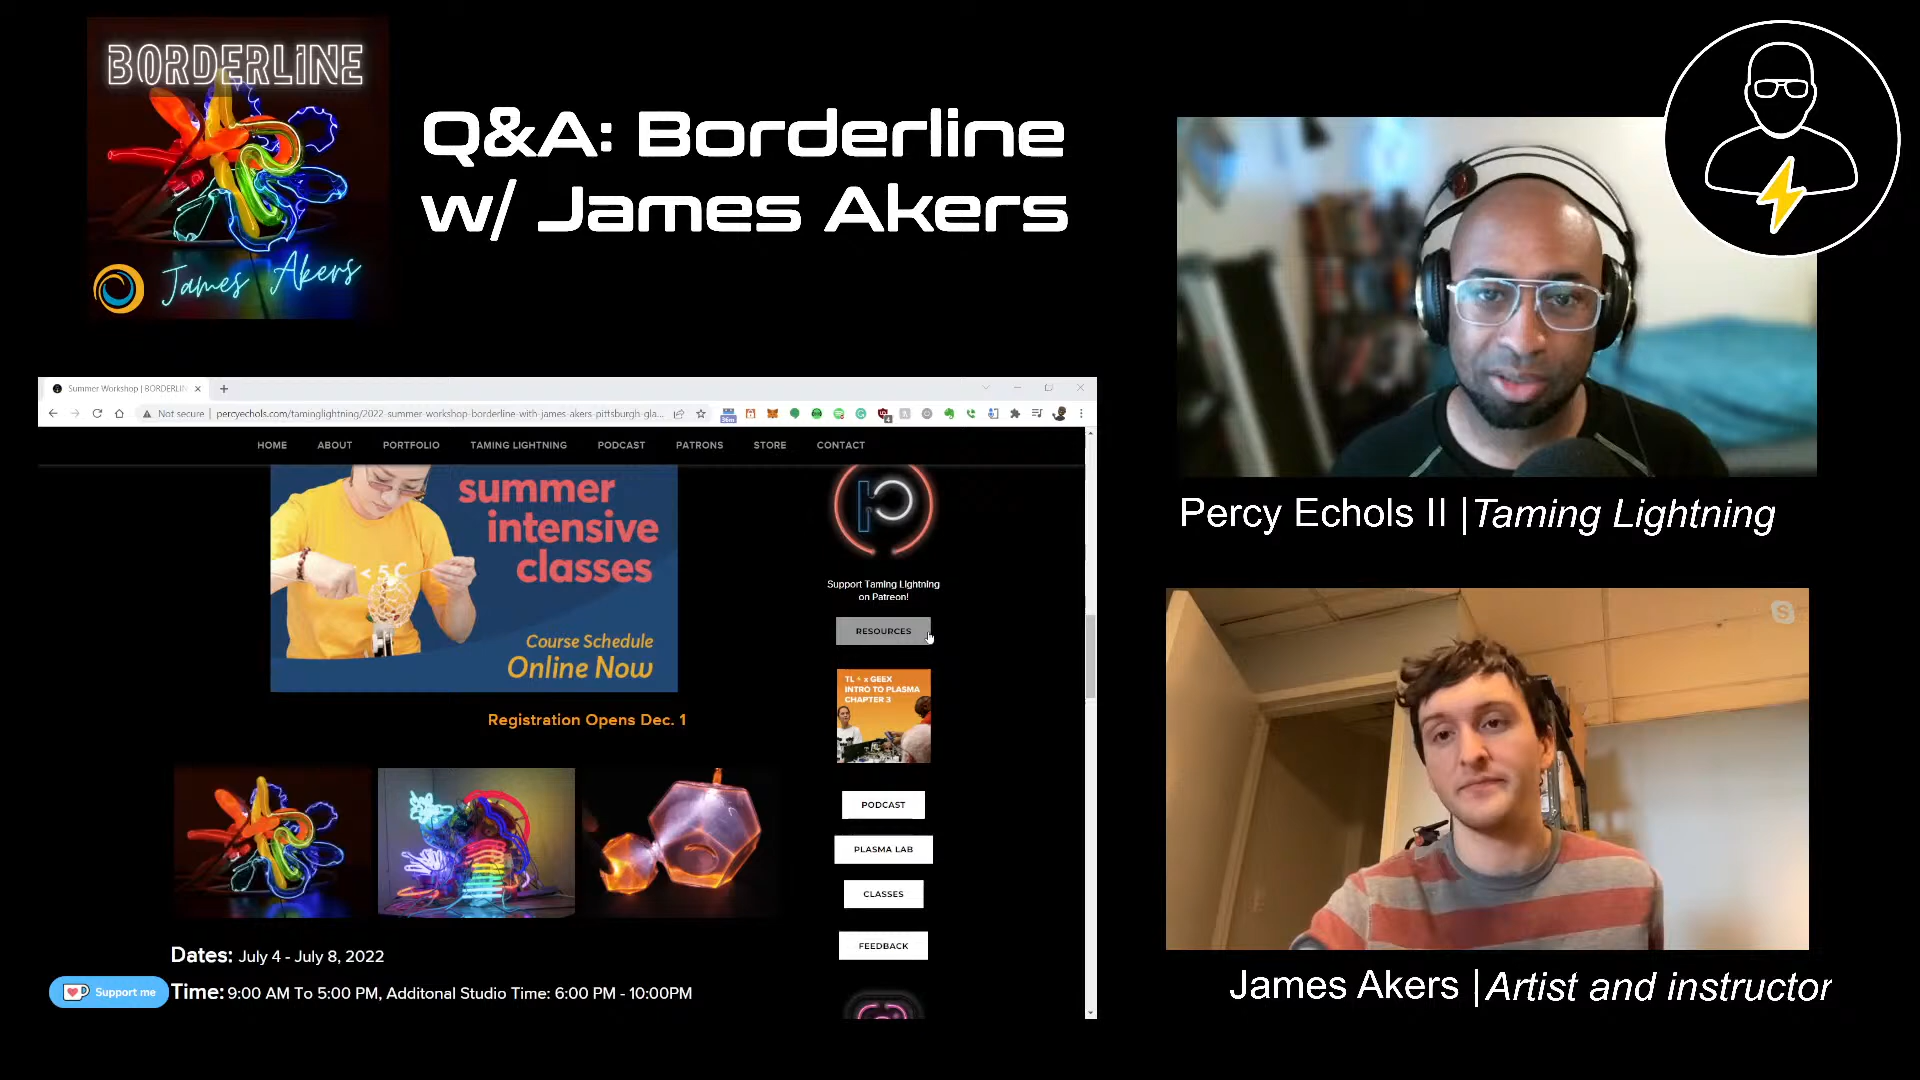 BORDERLINE
James Akers
Q&A: Borderline
w/ James Akers
Summer Workshop | BORDERLIN
Not secure | percyechols.com/taminglightning/2022-summer-workshop-borderline-with-james-akers-pittsburgh-gla...
HOME ABOUT PORTFOLIO TAMING LIGHTNING PODCAST PATRONS STORE CONTACT
summer
intensive
classes
< 5C
Course Schedule
Online Now
Registration Opens Dec. 1
Support Taming Lightning
on Patreon!
RESOURCES
TL x GEEX
INTRO TO PLASMA
CHAPTER 3
PODCAST
PLASMA LAB
CLASSES
FEEDBACK
Dates: July 4 - July 8, 2022
Support me
Time: 9:00 AM To 5:00 PM, Additonal Studio Time: 6:00 PM - 10:00PM
Percy Echols II | Taming Lightning
S
James Akers | Artist and instructor